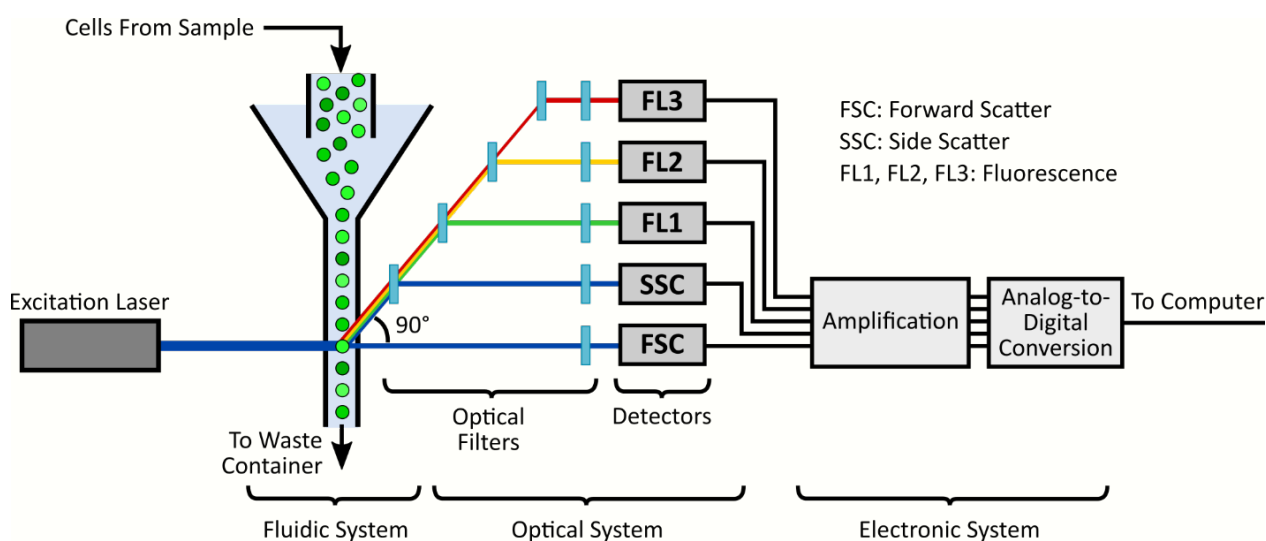 Cells From Sample
FL3
FL2
FL1
SSC
FSC
FSC: Forward Scatter
SSC: Side Scatter
FL1, FL2, FL3: Fluorescence
Excitation Laser
90°
Amplification
Analog-to-
Digital
Conversion
To Computer
Optical
Filters
Detectors
To Waste
Container
Fluidic System
Optical System
Electronic System